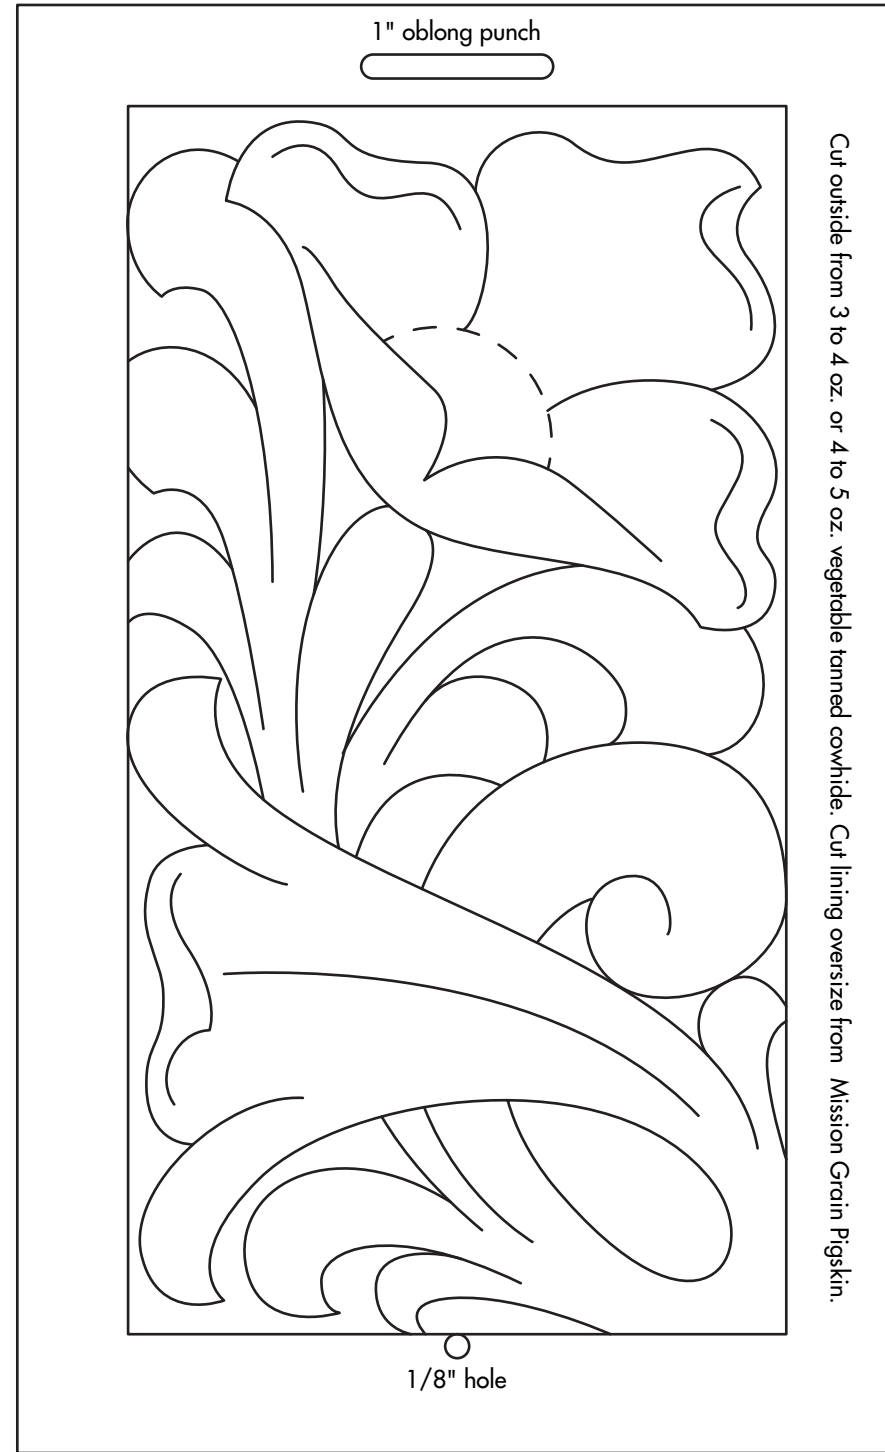 1" oblong punch
Cut outside from 3 to 4 oz. or 4 to 5 oz. vegetable tanned cowhide. Cut lining oversize from Mission Grain Pigskin.
1/8" hole